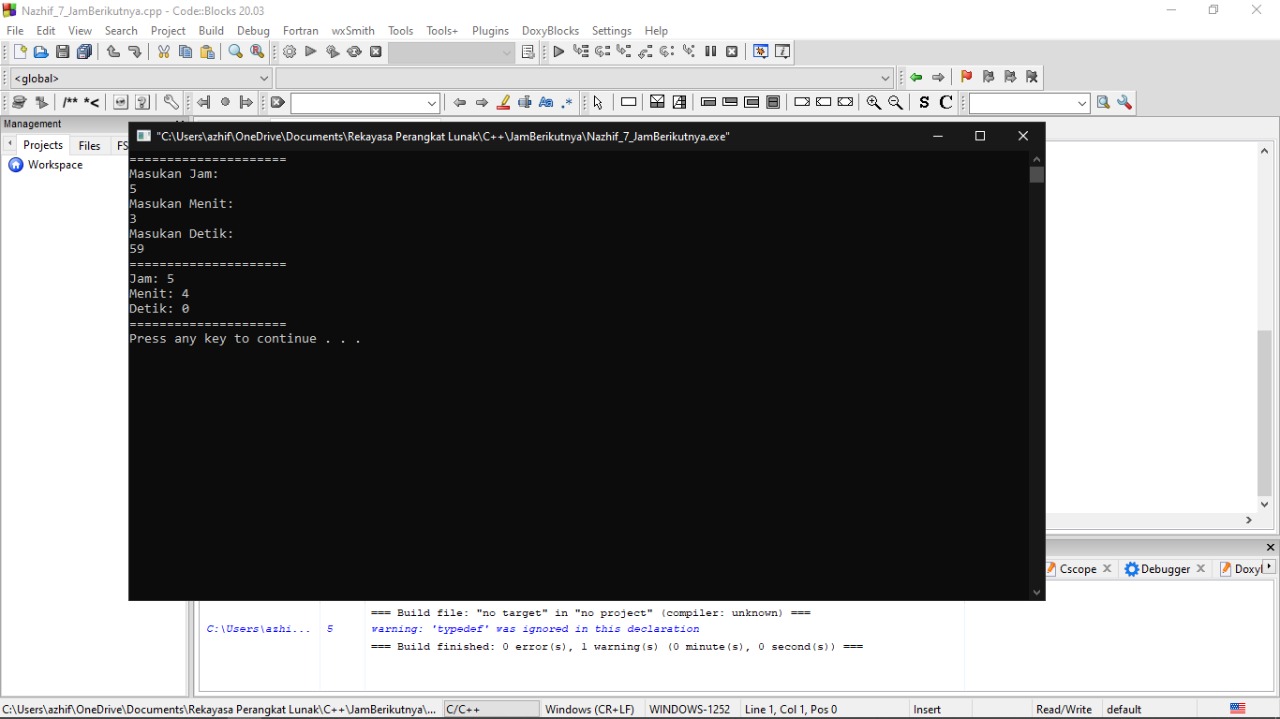 Nazhif_7_JamBerikutnya.cpp - Code::Blocks 20.03
File Edit View Search Project Build Debug Fortran wxSmith Tools Tools+ Plugins DoxyBlocks Settings Help
<global>
/** *<
S C
Management
Projects Files FS
Workspace
"C:\Users\azhif\OneDrive\Documents\Rekayasa Perangkat Lunak\C++\JamBerikutnya\Nazhif_7_JamBerikutnya.exe"
=====================
Masukan Jam:
5
Masukan Menit:
3
Masukan Detik:
59
=====================
Jam: 5
Menit: 4
Detik: 0
=====================
Press any key to continue . . .
Cscope Debugger Doxyl
=== Build file: "no target" in "no project" (compiler: unknown) ===
C:\Users\azhi... 5 warning: 'typedef' was ignored in this declaration
=== Build finished: 0 error(s), 1 warning(s) (0 minute(s), 0 second(s)) ===
C:\Users\azhif\OneDrive\Documents\Rekayasa Perangkat Lunak\C++\JamBerikutnya\... C/C++ Windows (CR+LF) WINDOWS-1252 Line 1, Col 1, Pos 0 Insert Read/Write default